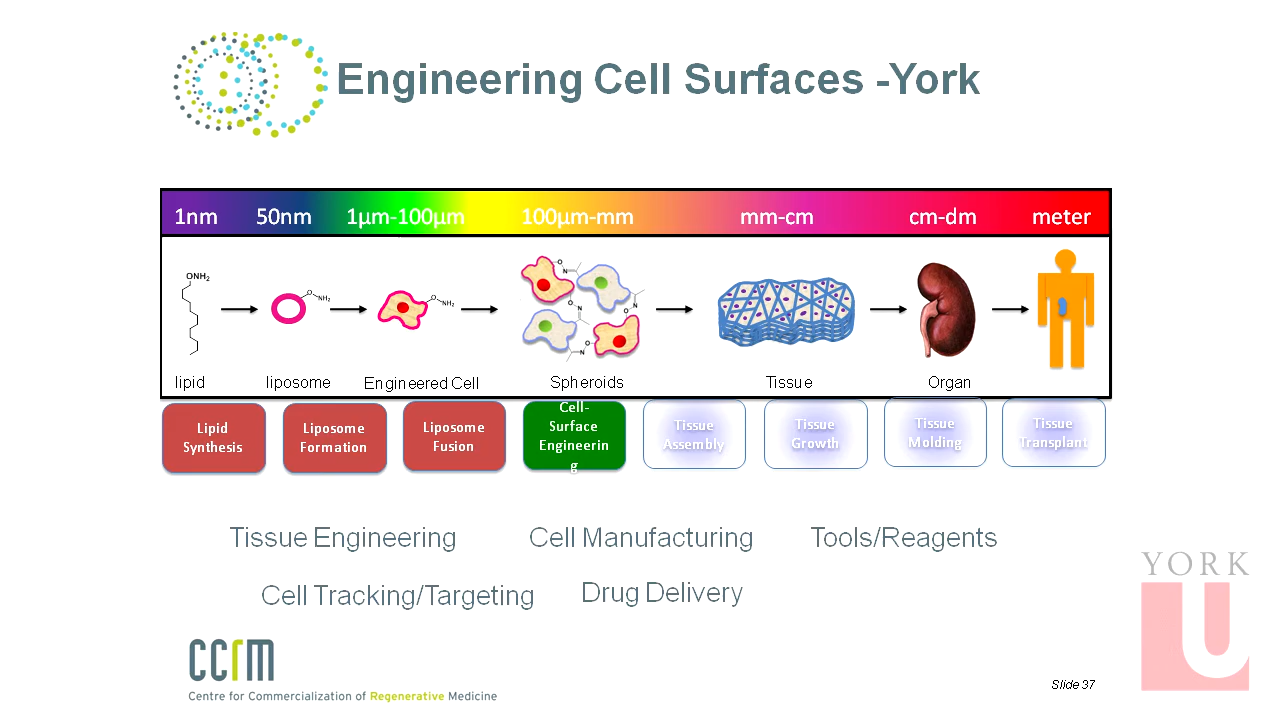 Engineering Cell Surfaces -York
1nm 50nm 1µm-100µm 100µm-mm mm-cm cm-dm meter
ONH2
O NH2
O NH2
O N
O N
O N
O N
lipid liposome Engineered Cell Spheroids Tissue Organ
Lipid
Synthesis
Liposome
Formation
Liposome
Fusion
Cell-
Surface
Engineerin
g
Tissue
Assembly
Tissue
Growth
Tissue
Molding
Tissue
Transplant
Tissue Engineering Cell Manufacturing Tools/Reagents
Cell Tracking/Targeting Drug Delivery
YORK
U
ccrm
Centre for Commercialization of Regenerative Medicine
Slide 37